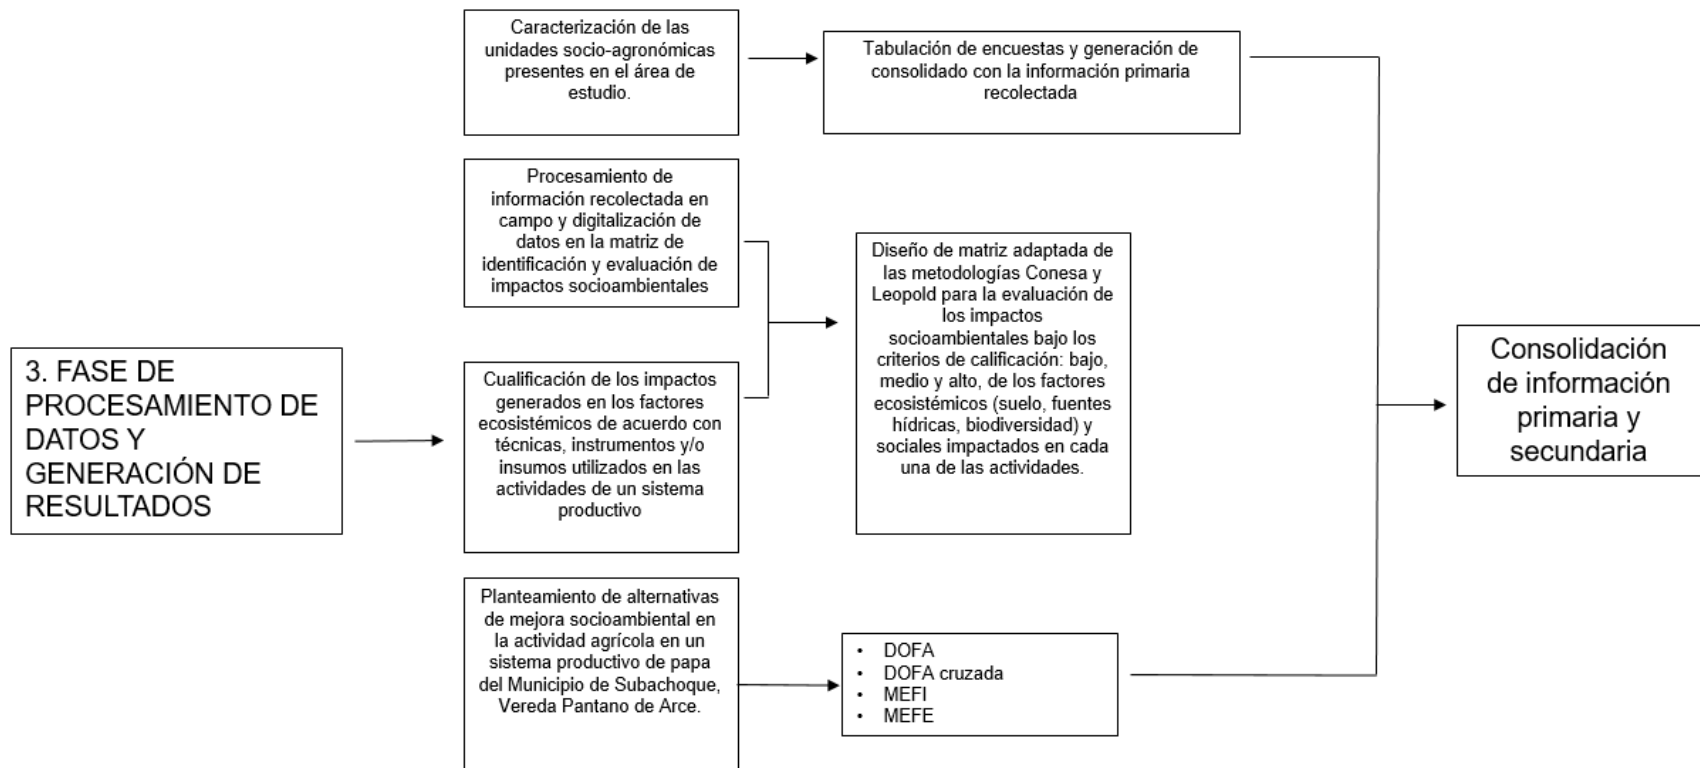 Caracterización de las
unidades socio-agronómicas
presentes en el área de
estudio.
Tabulación de encuestas y generación de
consolidado con la información primaria
recolectada
Procesamiento de
información recolectada en
campo y digitalización de
datos en la matriz de
identificación y evaluación de
impactos socioambientales
Diseño de matriz adaptada de
las metodologías Conesa y
Leopold para la evaluación de
los impactos
socioambientales bajo los
criterios de calificación: bajo,
medio y alto, de los factores
ecosistémicos (suelo, fuentes
hídricas, biodiversidad) y
sociales impactados en cada
una de las actividades.
3. FASE DE
PROCESAMIENTO DE
DATOS Y
GENERACIÓN DE
RESULTADOS
Cualificación de los impactos
generados en los factores
ecosistémicos de acuerdo con
técnicas, instrumentos y/o
insumos utilizados en las
actividades de un sistema
productivo
Consolidación
de información
primaria y
secundaria
Planteamiento de alternativas
de mejora socioambiental en
la actividad agrícola en un
sistema productivo de papa
del Municipio de Subachoque,
Vereda Pantano de Arce.
• DOFA
• DOFA cruzada
• MEFI
• MEFE